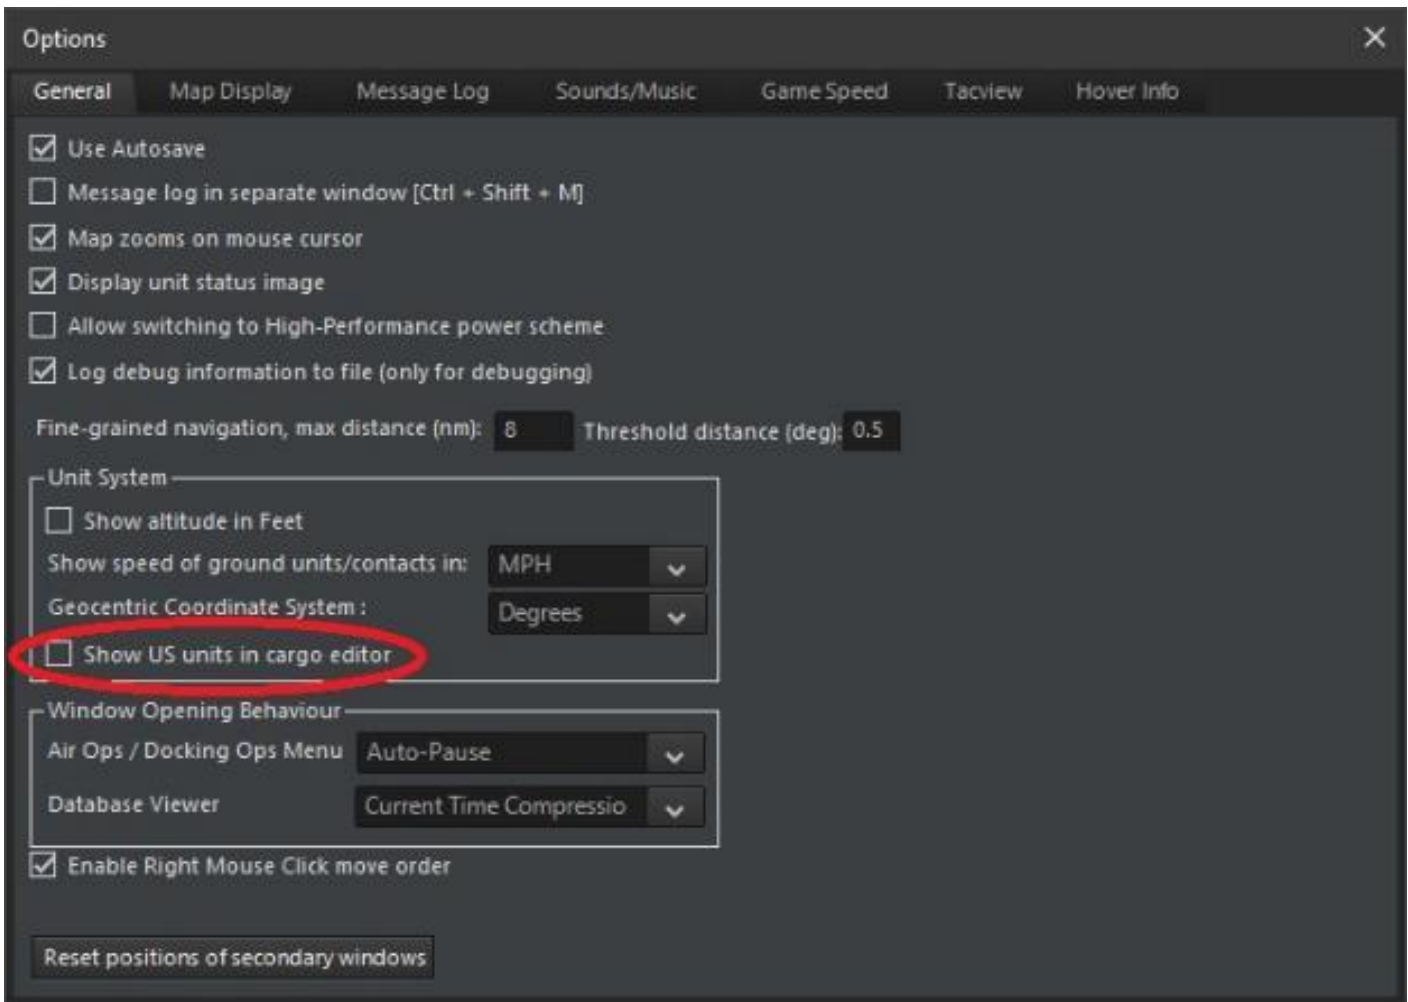 Options
General Map Display Message Log Sounds/Music Game Speed Tacview Hover Info
Use Autosave
Message log in separate window [Ctrl + Shift + M]
Map zooms on mouse cursor
Display unit status image
Allow switching to High-Performance power scheme
Log debug information to file (only for debugging)
Fine-grained navigation, max distance (nm): 8 Threshold distance (deg): 0.5
Unit System
Show altitude in Feet
Show speed of ground units/contacts in: MPH
Geocentric Coordinate System : Degrees
Show US units in cargo editor
Window Opening Behaviour
Air Ops / Docking Ops Menu Auto-Pause
Database Viewer Current Time Compressio
Enable Right Mouse Click move order
Reset positions of secondary windows